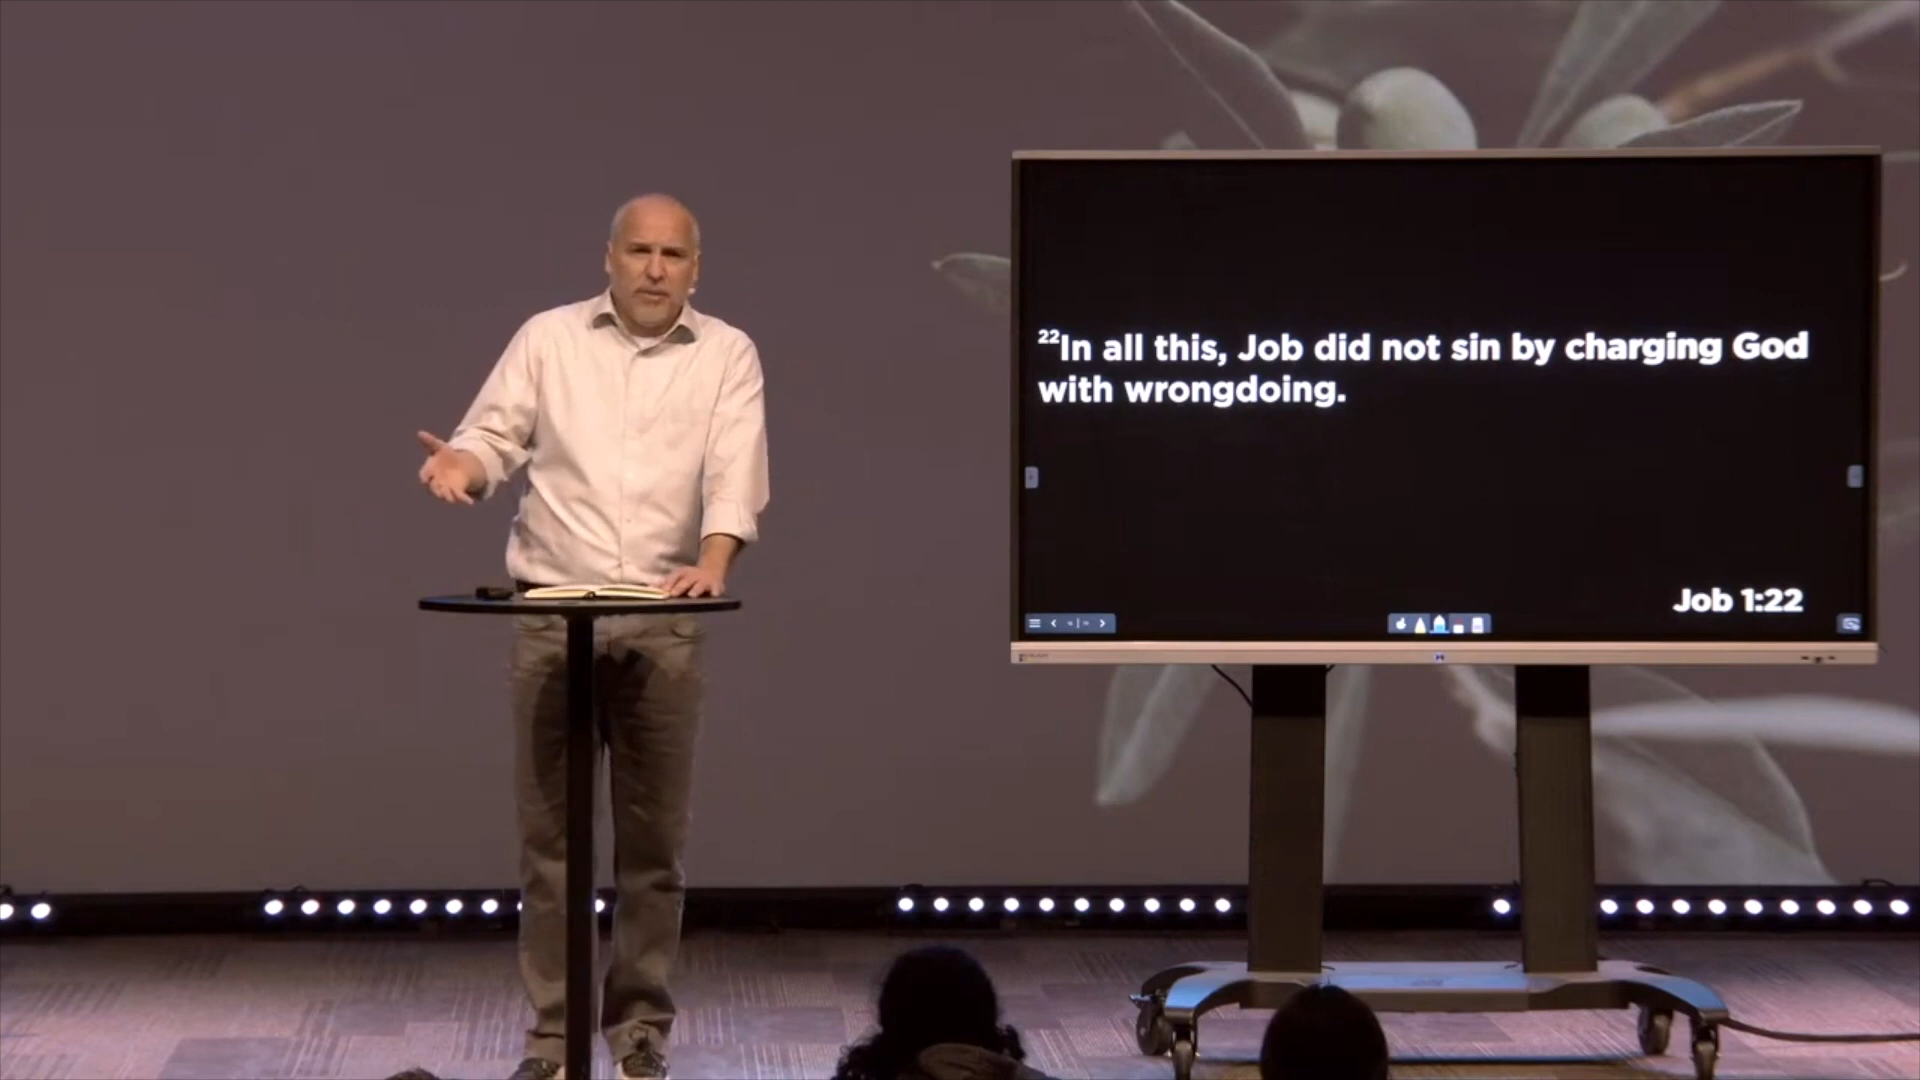 22In all this, Job did not sin by charging God
with wrongdoing.
Job 1:22